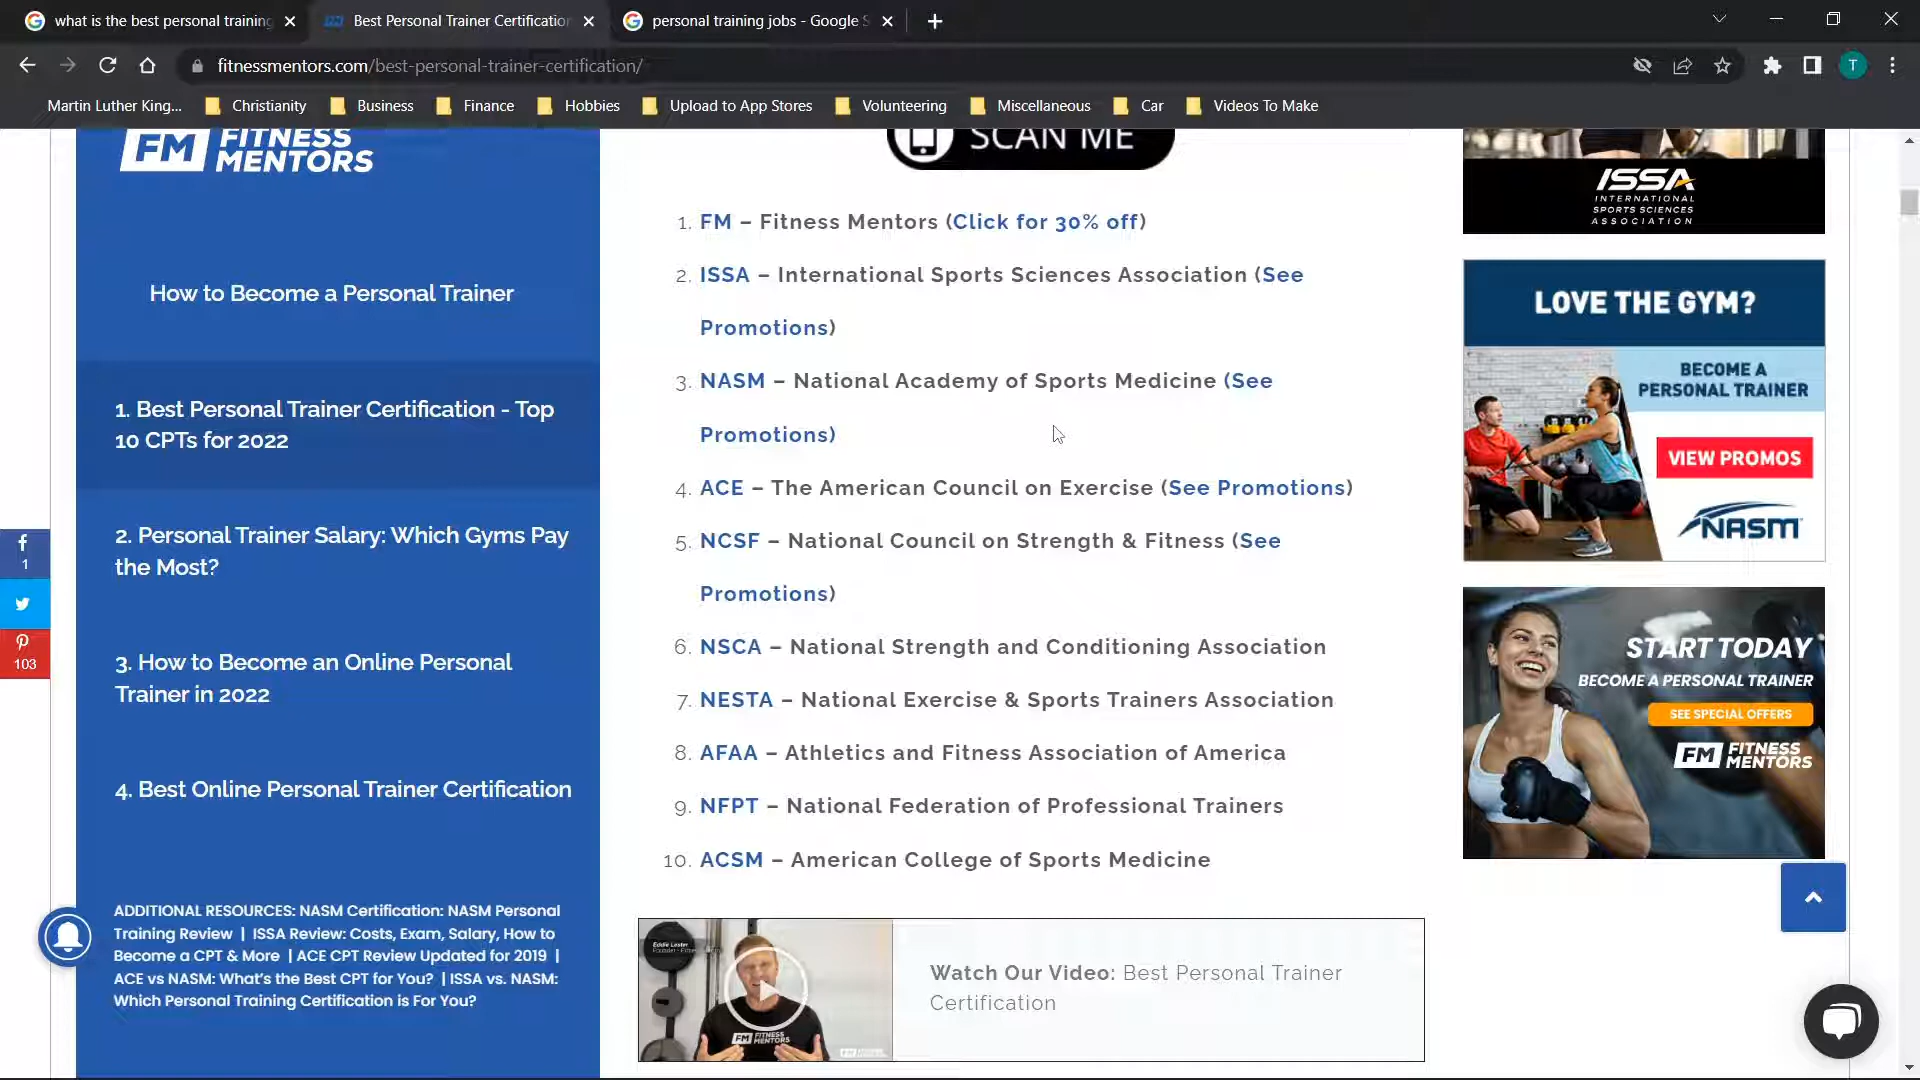 what is the best personal training
Best Personal Trainer Certificatio
personal training jobs - Google S
fitnessmentors.com/best-personal-trainer-certification/
T
Martin Luther King...
Christianity
Business
Finance
Hobbies
Upload to App Stores
Volunteering
Miscellaneous
Car
Videos To Make
FM FITNESS
MENTORS
How to Become a Personal Trainer
1. Best Personal Trainer Certification - Top
10 CPTs for 2022
2. Personal Trainer Salary: Which Gyms Pay
the Most?
3. How to Become an Online Personal
Trainer in 2022
4. Best Online Personal Trainer Certification
ADDITIONAL RESOURCES: NASM Certification: NASM Personal
Training Review | ISSA Review: Costs, Exam, Salary, How to
Become a CPT & More | ACE CPT Review Updated for 2019 |
ACE vs NASM: What's the Best CPT for You? | ISSA vs. NASM:
Which Personal Training Certification is For You?
1
103
SCAN ME
1. FM – Fitness Mentors (Click for 30% off)
2. ISSA – International Sports Sciences Association (See
Promotions)
3. NASM – National Academy of Sports Medicine (See
Promotions)
4. ACE – The American Council on Exercise (See Promotions)
5. NCSF – National Council on Strength & Fitness (See
Promotions)
6. NSCA – National Strength and Conditioning Association
7. NESTA – National Exercise & Sports Trainers Association
8. AFAA – Athletics and Fitness Association of America
9. NFPT – National Federation of Professional Trainers
10. ACSM – American College of Sports Medicine
Eddie Lester
FM FITNESS
MENTORS
Watch Our Video: Best Personal Trainer
Certification
ISSA
INTERNATIONAL
SPORTS SCIENCES
ASSOCIATION
LOVE THE GYM?
BECOME A
PERSONAL TRAINER
VIEW PROMOS
NASM
START TODAY
BECOME A PERSONAL TRAINER
SEE SPECIAL OFFERS
FM FITNESS
MENTORS